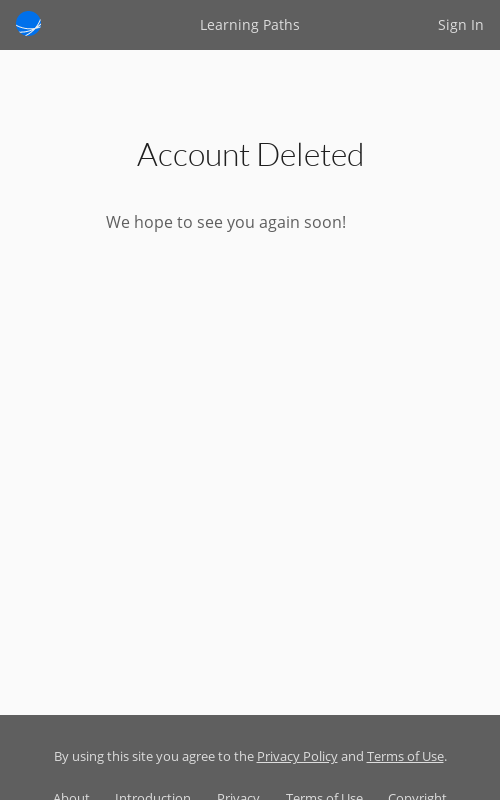 Learning Paths
Sign In
Account Deleted
We hope to see you again soon!
By using this site you agree to the Privacy Policy and Terms of Use.
About Introduction Privacy Terms of Use Copyright